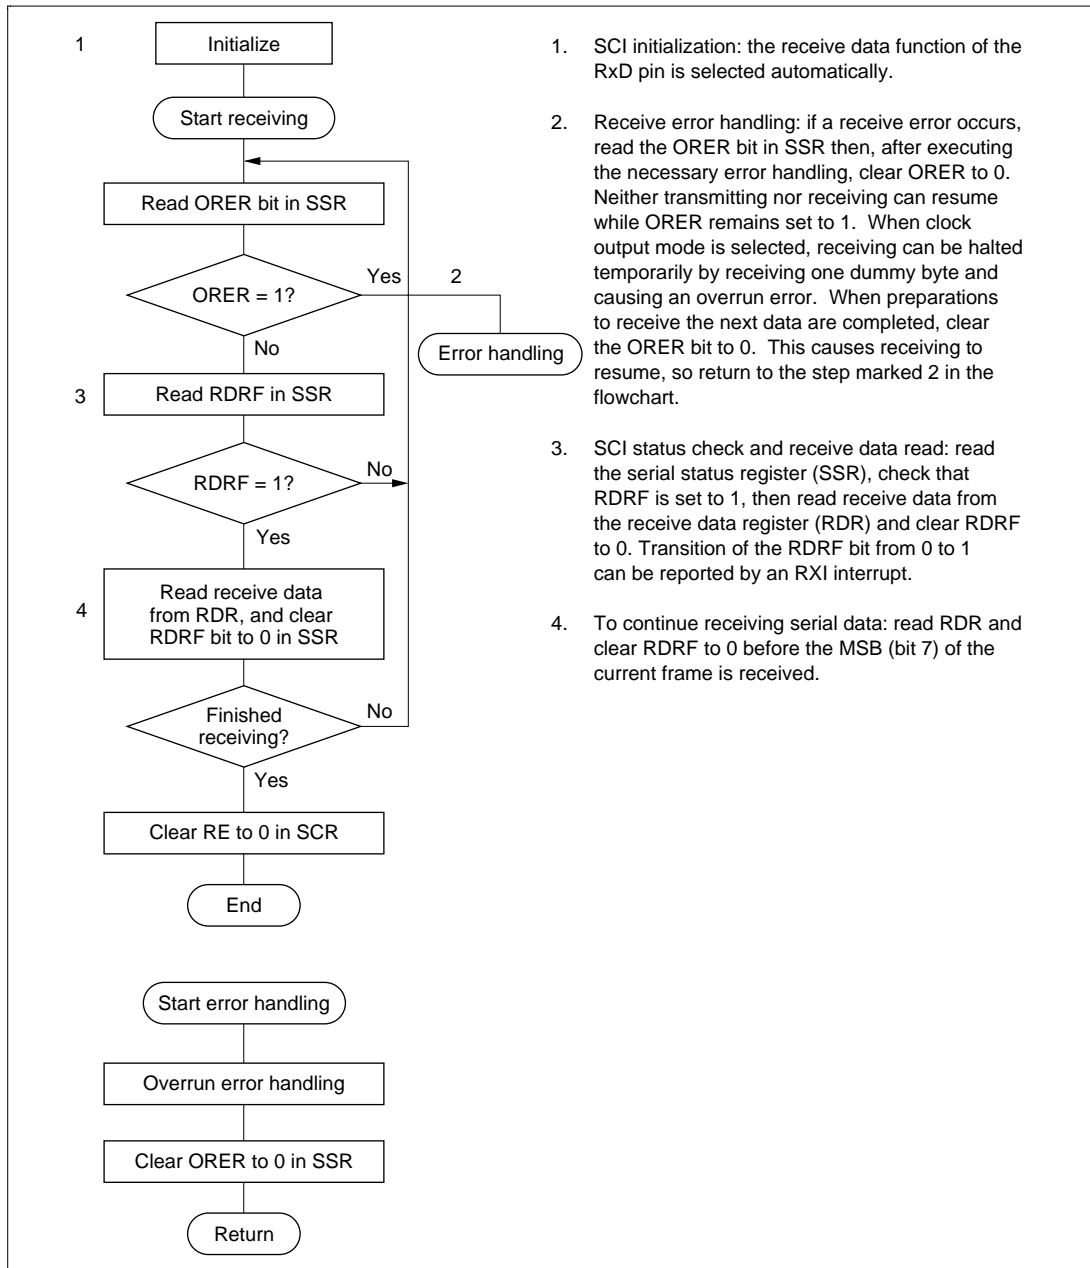 1
Initialize
Start receiving
Read ORER bit in SSR
Yes
2
ORER = 1?
No
Error handling
3
Read RDRF in SSR
No
RDRF = 1?
Yes
4
Read receive data
from RDR, and clear
RDRF bit to 0 in SSR
No
Finished
receiving?
Yes
Clear RE to 0 in SCR
End
Start error handling
Overrun error handling
Clear ORER to 0 in SSR
Return
1. SCI initialization: the receive data function of the
RxD pin is selected automatically.
2. Receive error handling: if a receive error occurs,
read the ORER bit in SSR then, after executing
the necessary error handling, clear ORER to 0.
Neither transmitting nor receiving can resume
while ORER remains set to 1. When clock
output mode is selected, receiving can be halted
temporarily by receiving one dummy byte and
causing an overrun error. When preparations
to receive the next data are completed, clear
the ORER bit to 0. This causes receiving to
resume, so return to the step marked 2 in the
flowchart.
3. SCI status check and receive data read: read
the serial status register (SSR), check that
RDRF is set to 1, then read receive data from
the receive data register (RDR) and clear RDRF
to 0. Transition of the RDRF bit from 0 to 1
can be reported by an RXI interrupt.
4. To continue receiving serial data: read RDR and
clear RDRF to 0 before the MSB (bit 7) of the
current frame is received.